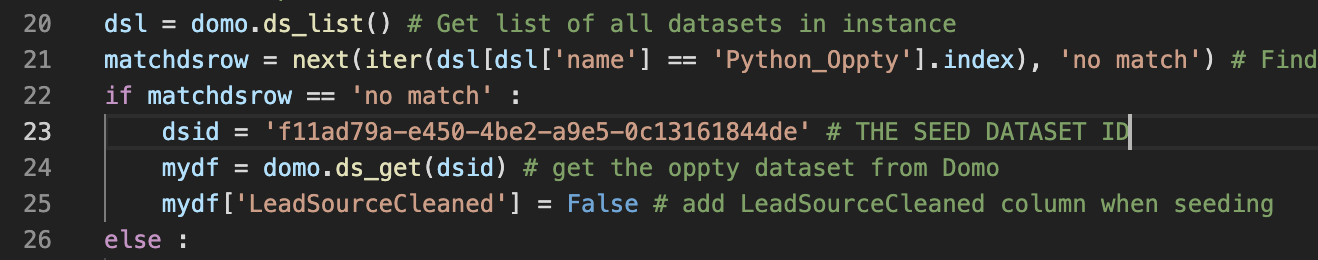 20 dsl = domo.ds_list() # Get list of all datasets in instance
21 matchdsrow = next(iter(dsl[dsl['name'] == 'Python_Oppty'].index), 'no match') # Find
22 if matchdsrow == 'no match' :
23 dsid = 'f11ad79a-e450-4be2-a9e5-0c13161844de' # THE SEED DATASET ID
24 mydf = domo.ds_get(dsid) # get the oppty dataset from Domo
25 mydf['LeadSourceCleaned'] = False # add LeadSourceCleaned column when seeding
26 else :